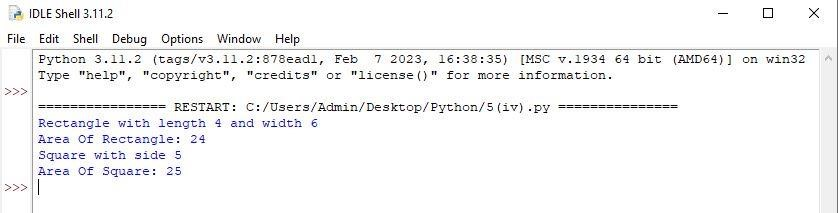 IDLE Shell 3.11.2
File Edit Shell Debug Options Window Help
Python 3.11.2 (tags/v3.11.2:878ead1, Feb  7 2023, 16:38:35) [MSC v.1934 64 bit (AMD64)] on win32
Type "help", "copyright", "credits" or "license()" for more information.
>>>
================ RESTART: C:/Users/Admin/Desktop/Python/5(iv).py ===============
Rectangle with length 4 and width 6
Area Of Rectangle: 24
Square with side 5
Area Of Square: 25
>>>